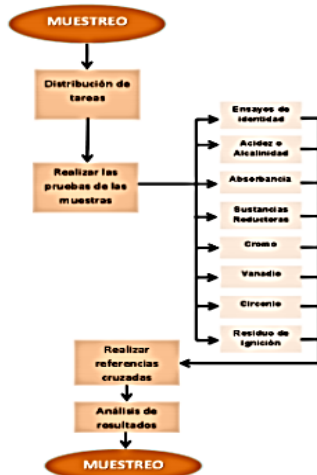 MUESTREO
Distribución de
tareas
Realizar las
pruebas de las
muestras
Ensayos de
identidad
Acidez o
Alcalinidad
Absorbancia
Sustancias
Reductoras
Cromo
Vanadio
Circonio
Residuo de
Ignición
Realizar
referencias
cruzadas
Análisis de
resultados
MUESTREO